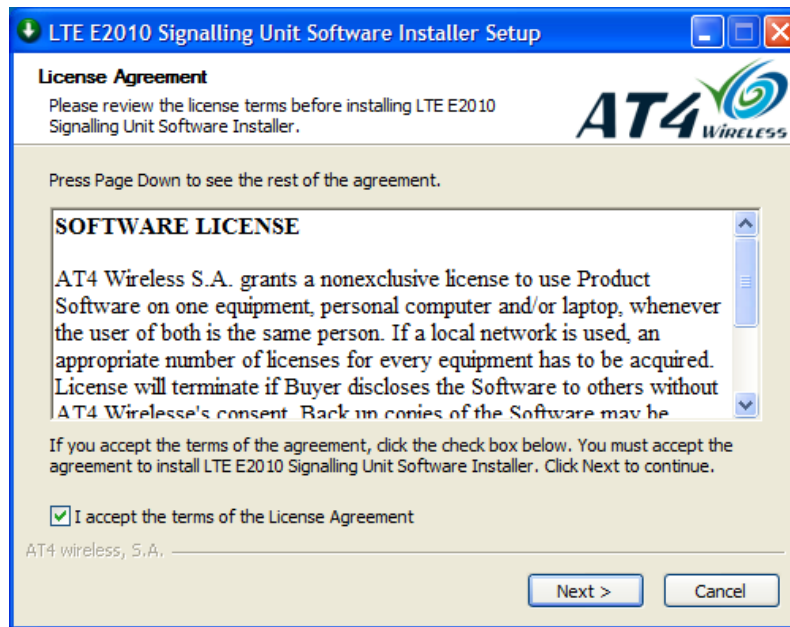 LTE E2010 Signalling Unit Software Installer Setup
License Agreement
Please review the license terms before installing LTE E2010
Signalling Unit Software Installer.
AT4 WIRELESS
Press Page Down to see the rest of the agreement.
SOFTWARE LICENSE
AT4 Wireless S.A. grants a nonexclusive license to use Product
Software on one equipment, personal computer and/or laptop, whenever
the user of both is the same person. If a local network is used, an
appropriate number of licenses for every equipment has to be acquired.
License will terminate if Buyer discloses the Software to others without
AT4 Wirelesse's consent. Back up copies of the Software may be
If you accept the terms of the agreement, click the check box below. You must accept the
agreement to install LTE E2010 Signalling Unit Software Installer. Click Next to continue.
I accept the terms of the License Agreement
AT4 wireless, S.A.
Next >
Cancel